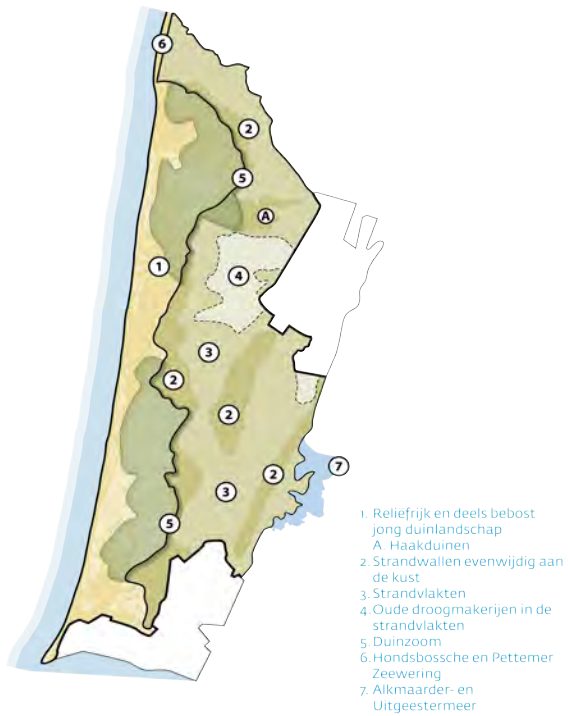 6
2
5
A
1
4
3
2
2
2
7
3
5
1. Reliefrijk en deels bebost
jong duinlandschap
A. Haakduinen
2. Strandwallen evenwijdig aan
de kust
3. Strandvlakten
4. Oude droogmakerijen in de
strandvlakten
5. Duinzoom
6. Hondsbossche en Pettemer
Zeewering
7. Alkmaarder- en
Uitgeestermeer